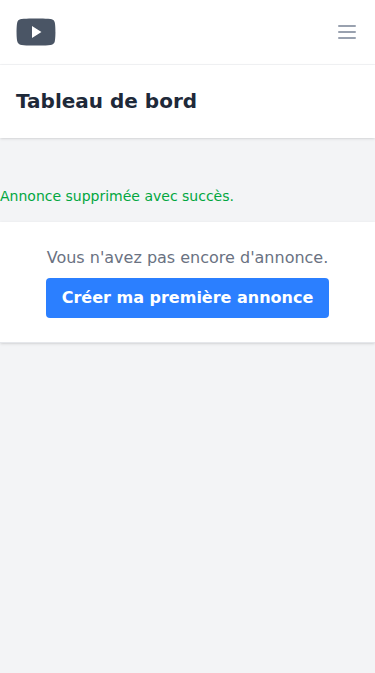 Tableau de bord
Annonce supprimée avec succès.
Vous n'avez pas encore d'annonce.
Créer ma première annonce